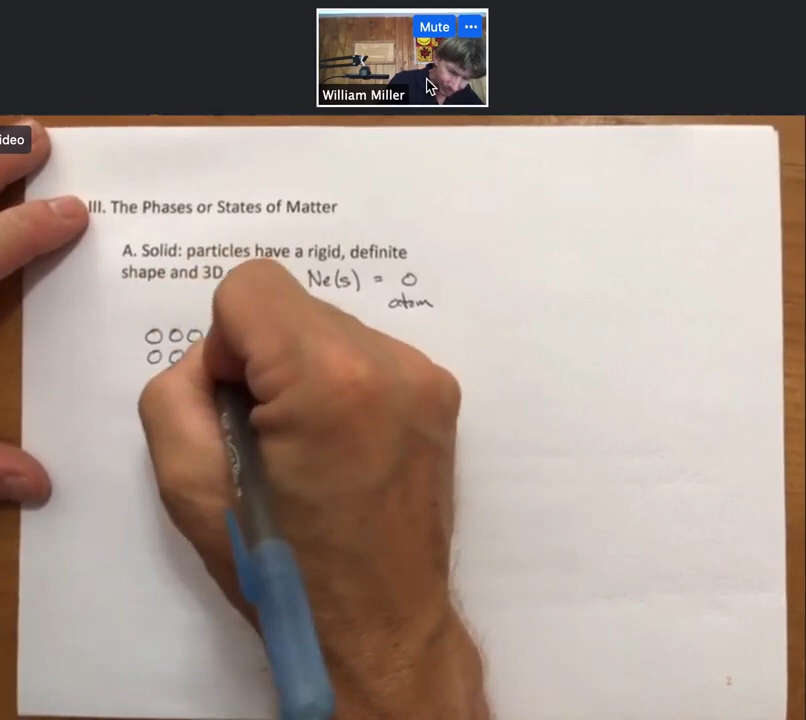 Mute
William Miller
ideo
III. The Phases or States of Matter
A. Solid: particles have a rigid, definite
shape and 3D
Ne(s) = O
atom
2